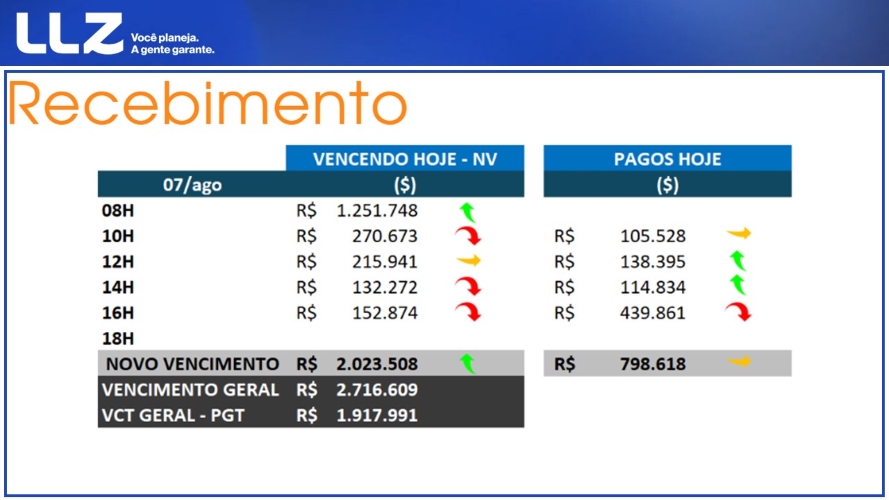 LLZ Você planeja.
A gente garante.
Recebimento
VENCENDO HOJE - NV PAGOS HOJE
07/ago ($) ($)
08H R$ 1.251.748
10H R$ 270.673 R$ 105.528
12H R$ 215.941 R$ 138.395
14H R$ 132.272 R$ 114.834
16H R$ 152.874 R$ 439.861
18H
NOVO VENCIMENTO R$ 2.023.508 R$ 798.618
VENCIMENTO GERAL R$ 2.716.609
VCT GERAL - PGT R$ 1.917.991